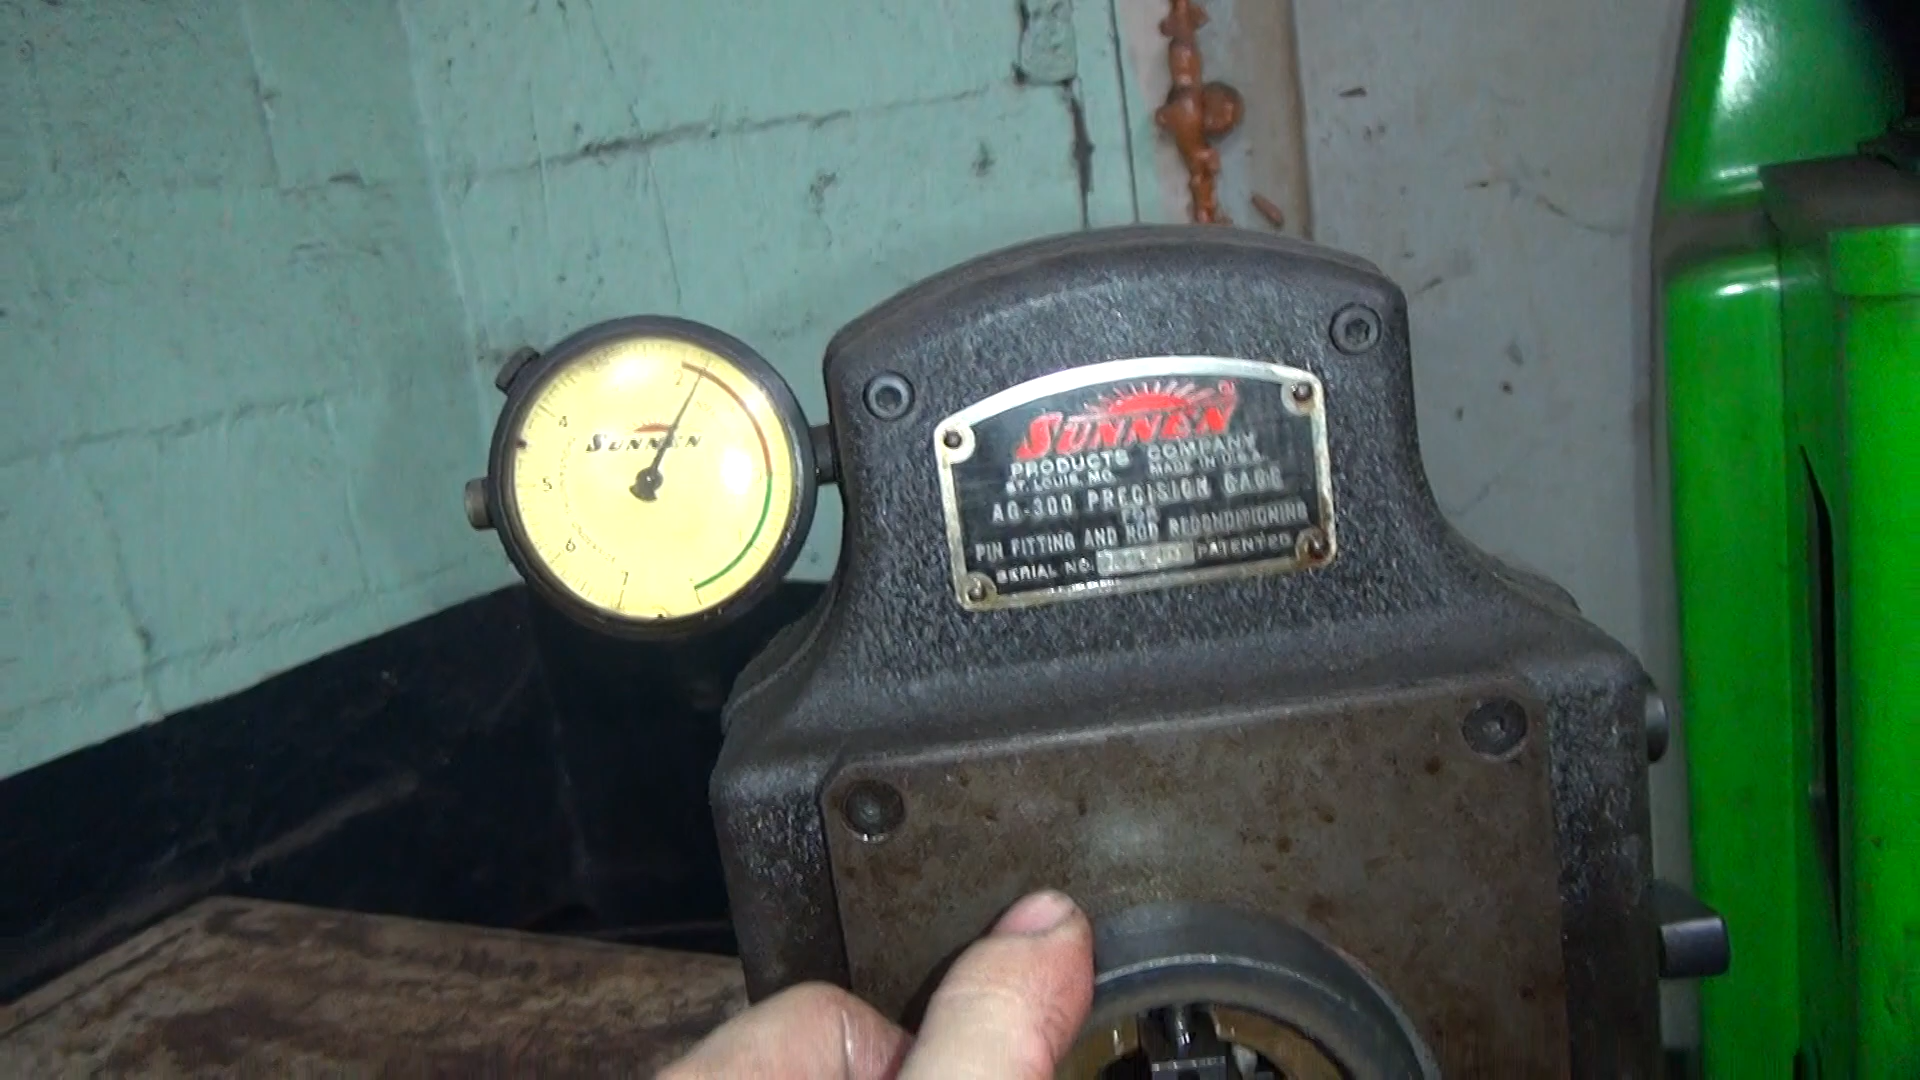 SUNNEN
4
5
6
SUNNEN
PRODUCTS COMPANY
ST. LOUIS, MO. MADE IN U.S.A.
AG-300 PRECISION GAGE
FOR
PIN FITTING AND ROD RECONDITIONING
SERIAL NO. PATENTED